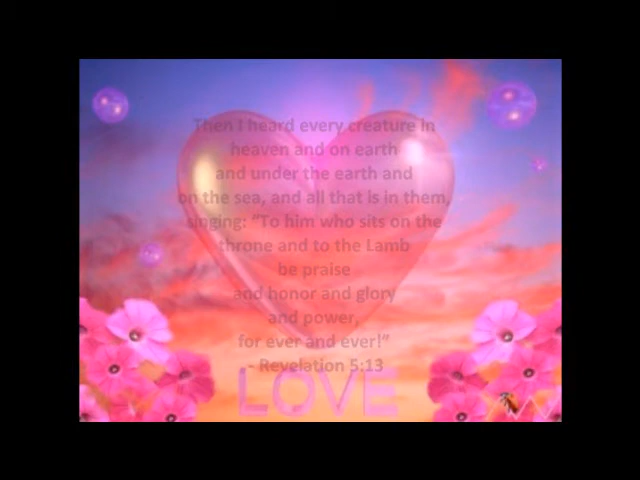 Then I heard every creature in
heaven and on earth
and under the earth and
on the sea, and all that is in them,
singing: “To him who sits on the
throne and to the Lamb
be praise
and honor and glory
and power,
for ever and ever!”
- Revelation 5:13
LOVE